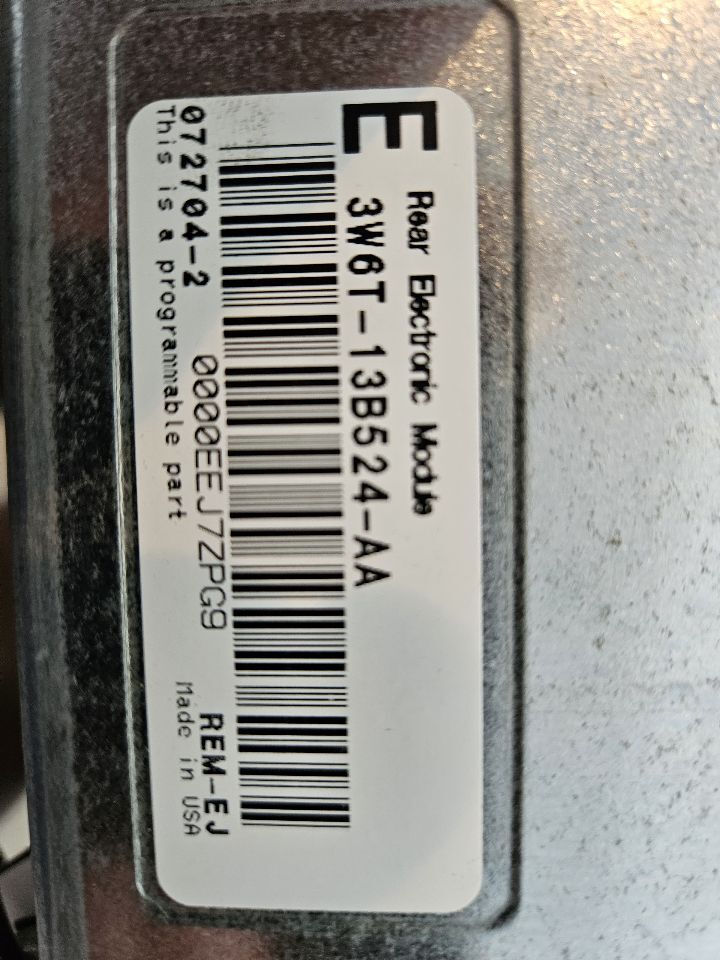 Rear Electronic Module
E 3W6T-13B524-AA
0000EEJ7ZPG9
072704-2 REM-EJ
This is a programmable part Made in USA